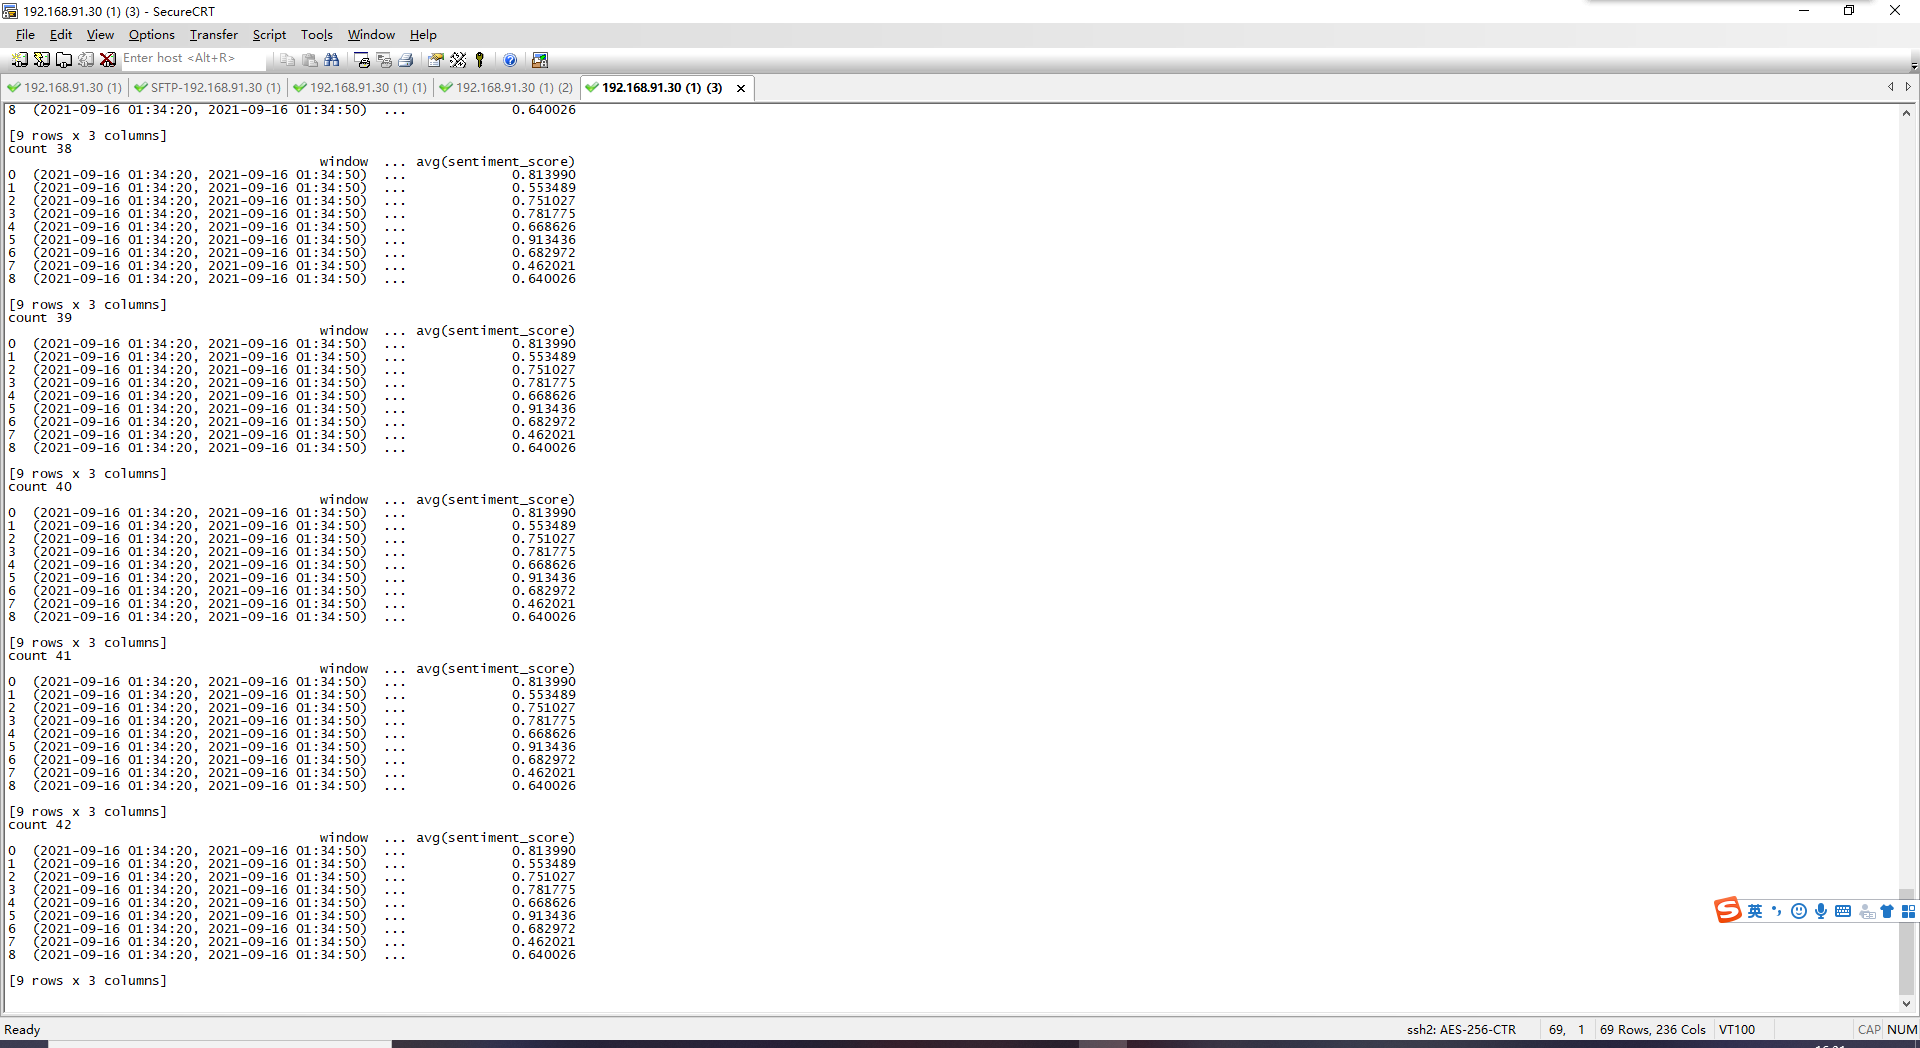 192.168.91.30 (1) (3) - SecureCRT
File Edit View Options Transfer Script Tools Window Help
Enter host <Alt+R>
192.168.91.30 (1) SFTP-192.168.91.30 (1) 192.168.91.30 (1) (1) 192.168.91.30 (1) (2) 192.168.91.30 (1) (3)
8 (2021-09-16 01:34:20, 2021-09-16 01:34:50) ... 0.640026
[9 rows x 3 columns]
count 38
window ... avg(sentiment_score)
0 (2021-09-16 01:34:20, 2021-09-16 01:34:50) ... 0.813990
1 (2021-09-16 01:34:20, 2021-09-16 01:34:50) ... 0.553489
2 (2021-09-16 01:34:20, 2021-09-16 01:34:50) ... 0.751027
3 (2021-09-16 01:34:20, 2021-09-16 01:34:50) ... 0.781775
4 (2021-09-16 01:34:20, 2021-09-16 01:34:50) ... 0.668626
5 (2021-09-16 01:34:20, 2021-09-16 01:34:50) ... 0.913436
6 (2021-09-16 01:34:20, 2021-09-16 01:34:50) ... 0.682972
7 (2021-09-16 01:34:20, 2021-09-16 01:34:50) ... 0.462021
8 (2021-09-16 01:34:20, 2021-09-16 01:34:50) ... 0.640026
[9 rows x 3 columns]
count 39
window ... avg(sentiment_score)
0 (2021-09-16 01:34:20, 2021-09-16 01:34:50) ... 0.813990
1 (2021-09-16 01:34:20, 2021-09-16 01:34:50) ... 0.553489
2 (2021-09-16 01:34:20, 2021-09-16 01:34:50) ... 0.751027
3 (2021-09-16 01:34:20, 2021-09-16 01:34:50) ... 0.781775
4 (2021-09-16 01:34:20, 2021-09-16 01:34:50) ... 0.668626
5 (2021-09-16 01:34:20, 2021-09-16 01:34:50) ... 0.913436
6 (2021-09-16 01:34:20, 2021-09-16 01:34:50) ... 0.682972
7 (2021-09-16 01:34:20, 2021-09-16 01:34:50) ... 0.462021
8 (2021-09-16 01:34:20, 2021-09-16 01:34:50) ... 0.640026
[9 rows x 3 columns]
count 40
window ... avg(sentiment_score)
0 (2021-09-16 01:34:20, 2021-09-16 01:34:50) ... 0.813990
1 (2021-09-16 01:34:20, 2021-09-16 01:34:50) ... 0.553489
2 (2021-09-16 01:34:20, 2021-09-16 01:34:50) ... 0.751027
3 (2021-09-16 01:34:20, 2021-09-16 01:34:50) ... 0.781775
4 (2021-09-16 01:34:20, 2021-09-16 01:34:50) ... 0.668626
5 (2021-09-16 01:34:20, 2021-09-16 01:34:50) ... 0.913436
6 (2021-09-16 01:34:20, 2021-09-16 01:34:50) ... 0.682972
7 (2021-09-16 01:34:20, 2021-09-16 01:34:50) ... 0.462021
8 (2021-09-16 01:34:20, 2021-09-16 01:34:50) ... 0.640026
[9 rows x 3 columns]
count 41
window ... avg(sentiment_score)
0 (2021-09-16 01:34:20, 2021-09-16 01:34:50) ... 0.813990
1 (2021-09-16 01:34:20, 2021-09-16 01:34:50) ... 0.553489
2 (2021-09-16 01:34:20, 2021-09-16 01:34:50) ... 0.751027
3 (2021-09-16 01:34:20, 2021-09-16 01:34:50) ... 0.781775
4 (2021-09-16 01:34:20, 2021-09-16 01:34:50) ... 0.668626
5 (2021-09-16 01:34:20, 2021-09-16 01:34:50) ... 0.913436
6 (2021-09-16 01:34:20, 2021-09-16 01:34:50) ... 0.682972
7 (2021-09-16 01:34:20, 2021-09-16 01:34:50) ... 0.462021
8 (2021-09-16 01:34:20, 2021-09-16 01:34:50) ... 0.640026
[9 rows x 3 columns]
count 42
window ... avg(sentiment_score)
0 (2021-09-16 01:34:20, 2021-09-16 01:34:50) ... 0.813990
1 (2021-09-16 01:34:20, 2021-09-16 01:34:50) ... 0.553489
2 (2021-09-16 01:34:20, 2021-09-16 01:34:50) ... 0.751027
3 (2021-09-16 01:34:20, 2021-09-16 01:34:50) ... 0.781775
4 (2021-09-16 01:34:20, 2021-09-16 01:34:50) ... 0.668626
5 (2021-09-16 01:34:20, 2021-09-16 01:34:50) ... 0.913436
6 (2021-09-16 01:34:20, 2021-09-16 01:34:50) ... 0.682972
7 (2021-09-16 01:34:20, 2021-09-16 01:34:50) ... 0.462021
8 (2021-09-16 01:34:20, 2021-09-16 01:34:50) ... 0.640026
[9 rows x 3 columns]
英
Ready ssh2: AES-256-CTR 69, 1 69 Rows, 236 Cols VT100 CAP NUM